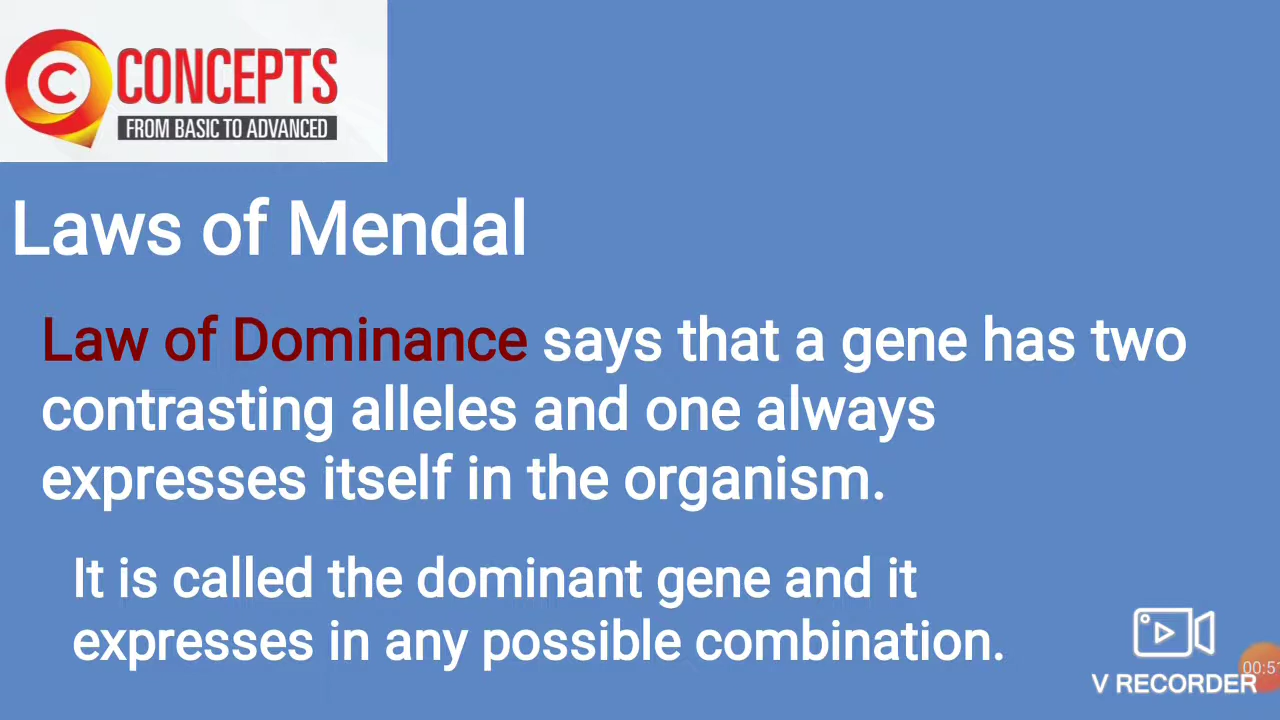 C
CONCEPTS
FROM BASIC TO ADVANCED
Laws of Mendal
Law of Dominance says that a gene has two
contrasting alleles and one always
expresses itself in the organism.
It is called the dominant gene and it
expresses in any possible combination.
V RECORDER